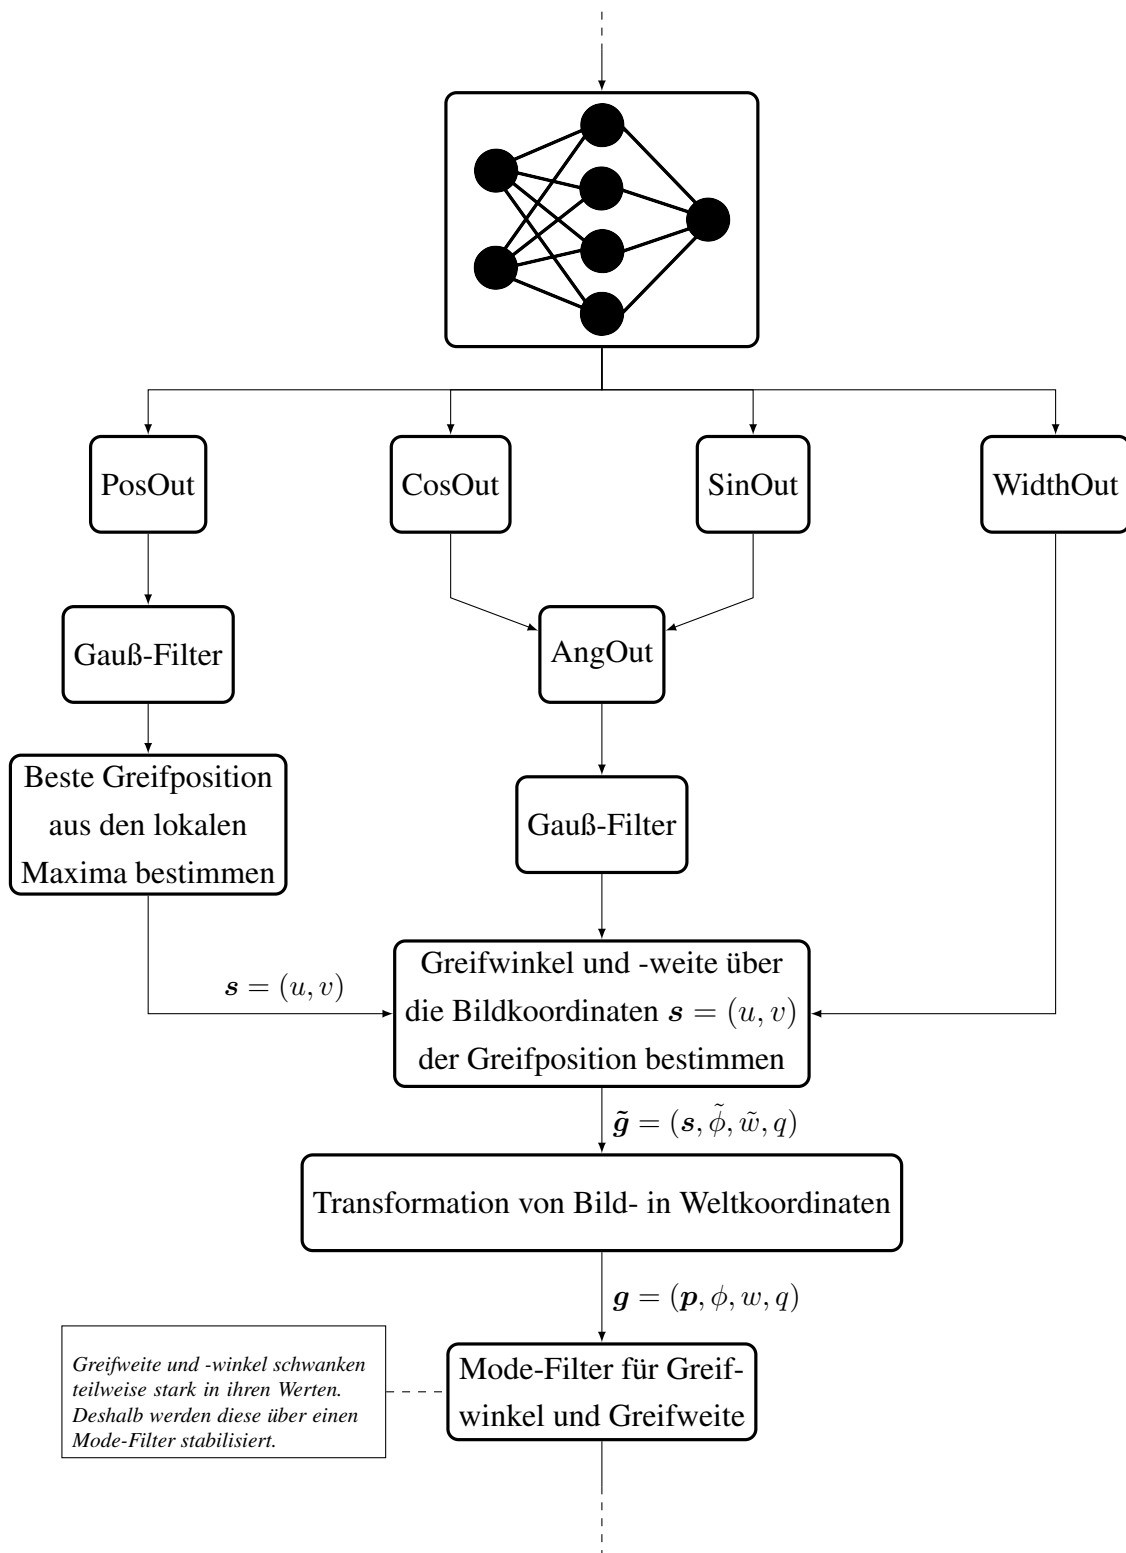 PosOut
CosOut
SinOut
WidthOut
Gauß-Filter
AngOut
Beste Greifposition
aus den lokalen
Maxima bestimmen
Gauß-Filter
s = (u, v)
Greifwinkel und -weite über
die Bildkoordinaten s = (u, v)
der Greifposition bestimmen
g̃ = (s, ϕ̃, w̃, q)
Transformation von Bild- in Weltkoordinaten
g = (p, ϕ, w, q)
Greifweite und -winkel schwanken
teilweise stark in ihren Werten.
Deshalb werden diese über einen
Mode-Filter stabilisiert.
Mode-Filter für Greif-
winkel und Greifweite